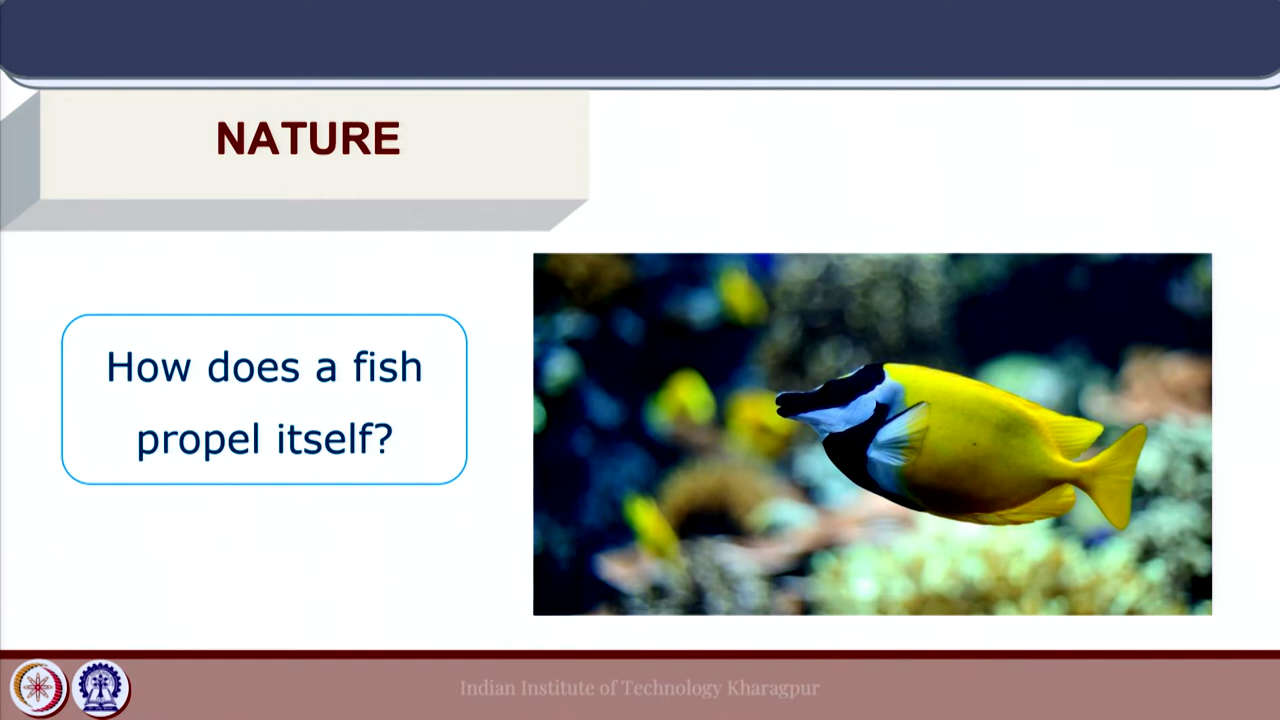 NATURE
How does a fish
propel itself?
Indian Institute of Technology Kharagpur